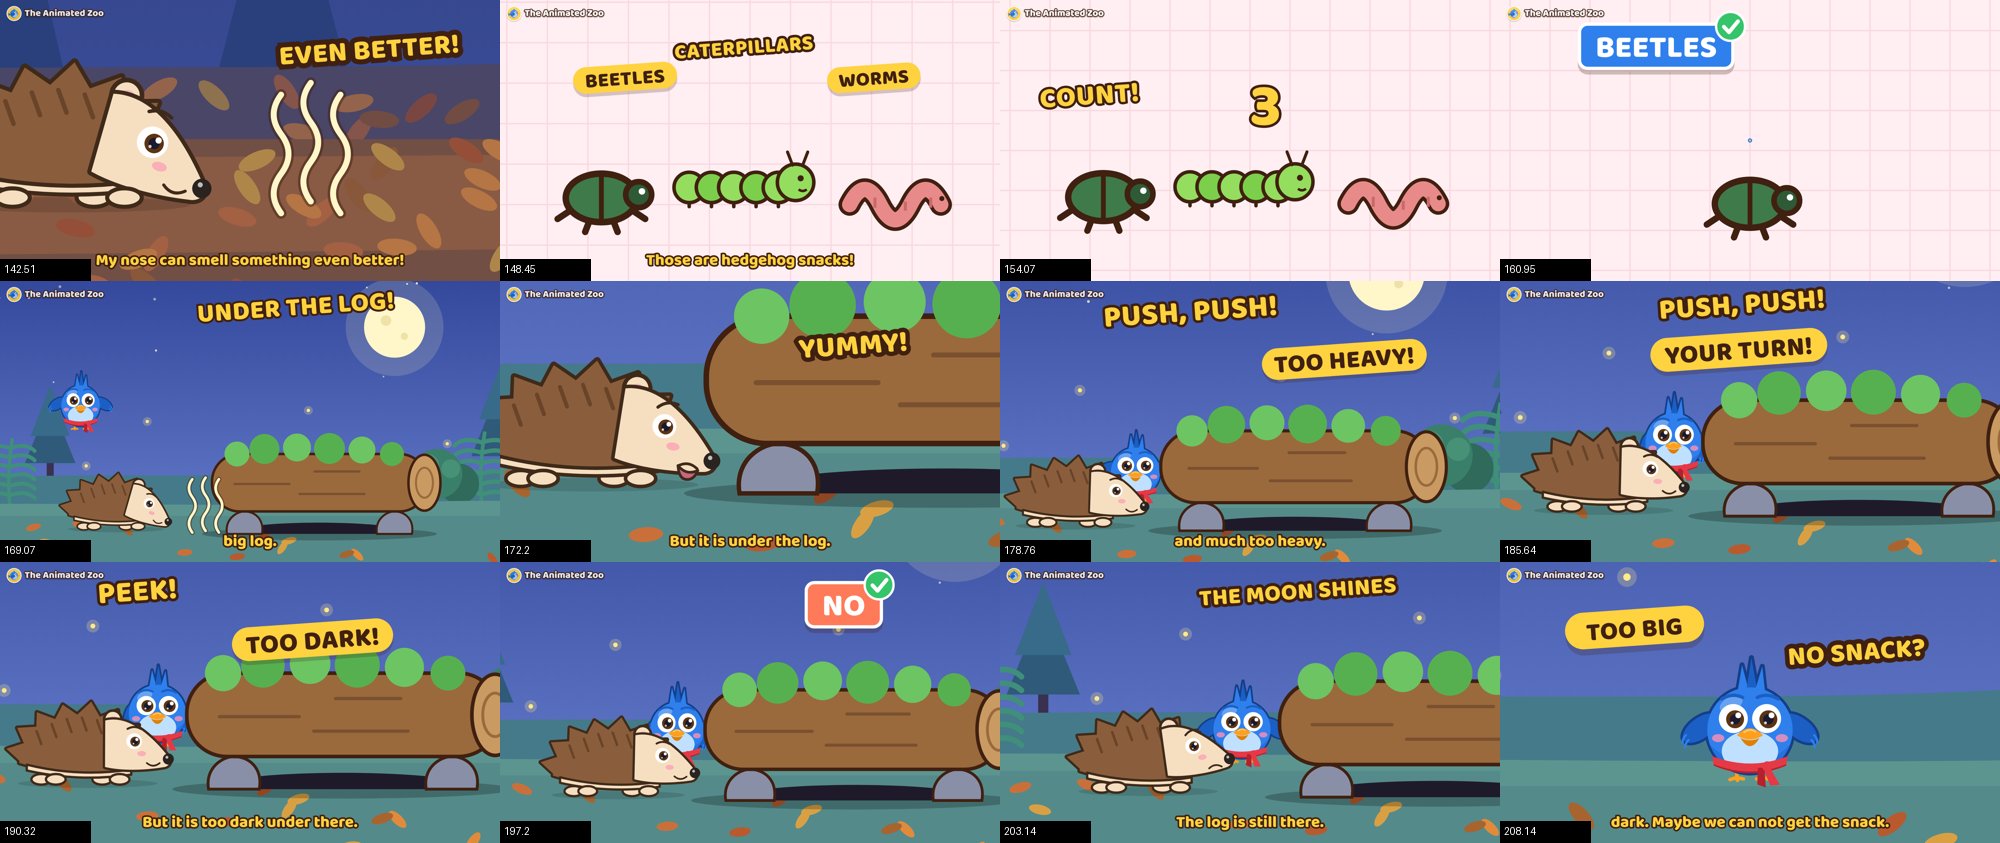 The Animated Zoo
EVEN BETTER!
My nose can smell something even better!
142.51
The Animated Zoo
CATERPILLARS
BEETLES
WORMS
Those are hedgehog snacks!
148.45
The Animated Zoo
COUNT!
3
154.07
The Animated Zoo
BEETLES
160.95
The Animated Zoo
UNDER THE LOG!
big log.
169.07
The Animated Zoo
YUMMY!
But it is under the log.
172.2
The Animated Zoo
PUSH, PUSH!
TOO HEAVY!
and much too heavy.
178.76
The Animated Zoo
PUSH, PUSH!
YOUR TURN!
185.64
The Animated Zoo
PEEK!
TOO DARK!
But it is too dark under there.
190.32
The Animated Zoo
NO
197.2
The Animated Zoo
THE MOON SHINES
The log is still there.
203.14
The Animated Zoo
TOO BIG
NO SNACK?
dark. Maybe we can not get the snack.
208.14